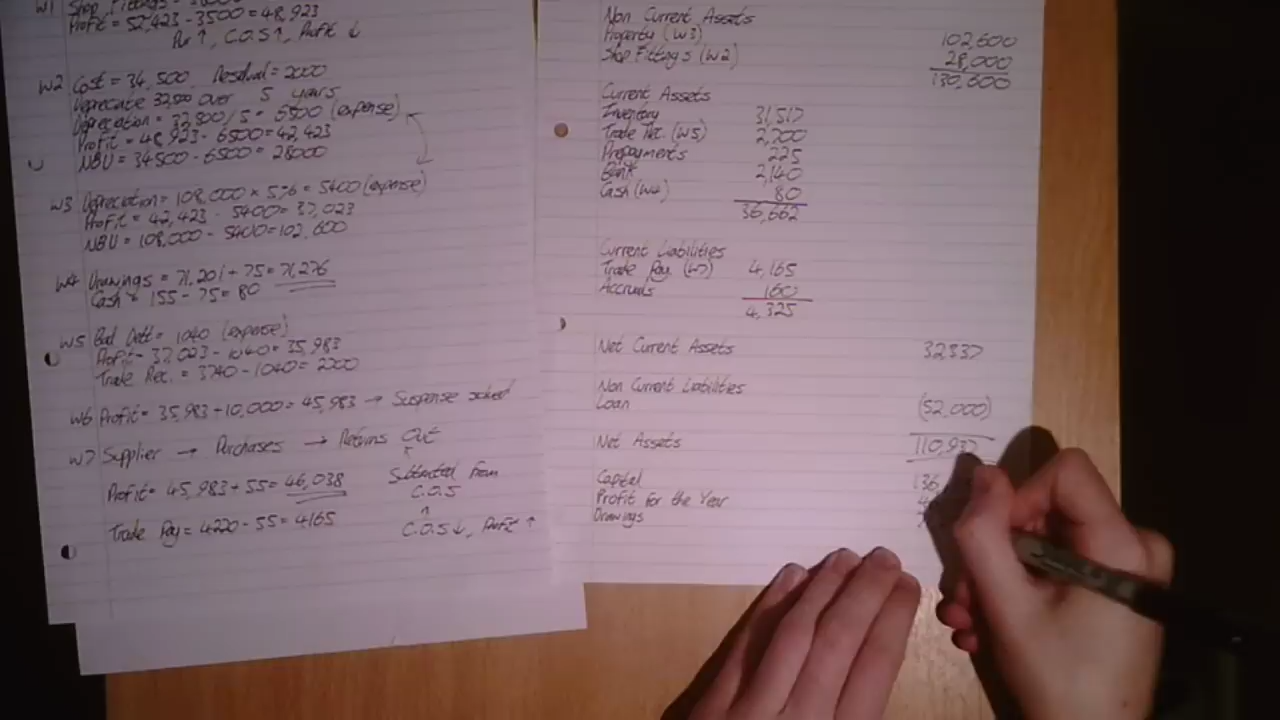 W1
Profit = 52,423 - 3500 = 48,923
Pur ↑, C.O.S ↑, Profit ↓
W2 Cost = 34,500 Residual = 2000
Depreciate 32,500 over 5 years
Depreciation = 32,500/5 = 6500 (expense)
Profit = 48,923 - 6500 = 42,423
NBV = 34500 - 6500 = 28000
W3 Depreciation = 108,000 × 5% = 5400 (expense)
Profit = 42,423 - 5400 = 37,023
NBV = 108,000 - 5400 = 102,600
W4 Drawings = 71,201 + 75 = 71,276
Cash = 155 - 75 = 80
W5 Bad Debt = 1040 (expense)
Profit = 37,023 - 1040 = 35,983
Trade Rec. = 3740 - 1040 = 2700
W6 Profit = 35,983 + 10,000 = 45,983 → Suspense solved
W7 Supplier → Purchases → Returns Out
Profit = 45,983 + 55 = 46,038
Subtracted From
C.O.S
Trade Pay = 4220 - 55 = 4165
C.O.S ↓, Profit ↑
Non Current Assets
Property (W3) 102,600
Shop Fittings (W2) 28,000
130,600
Current Assets
Inventory 31,517
Trade Rec. (W5) 2,700
Prepayments 225
Bank 2,140
Cash (W4) 80
36,662
Current Liabilities
Trade Pay. (W7) 4,165
Accruals 160
4,325
Net Current Assets 32,337
Non Current Liabilities
Loan (52,000)
Net Assets 110,937
Capital 136
Profit for the Year
Drawings